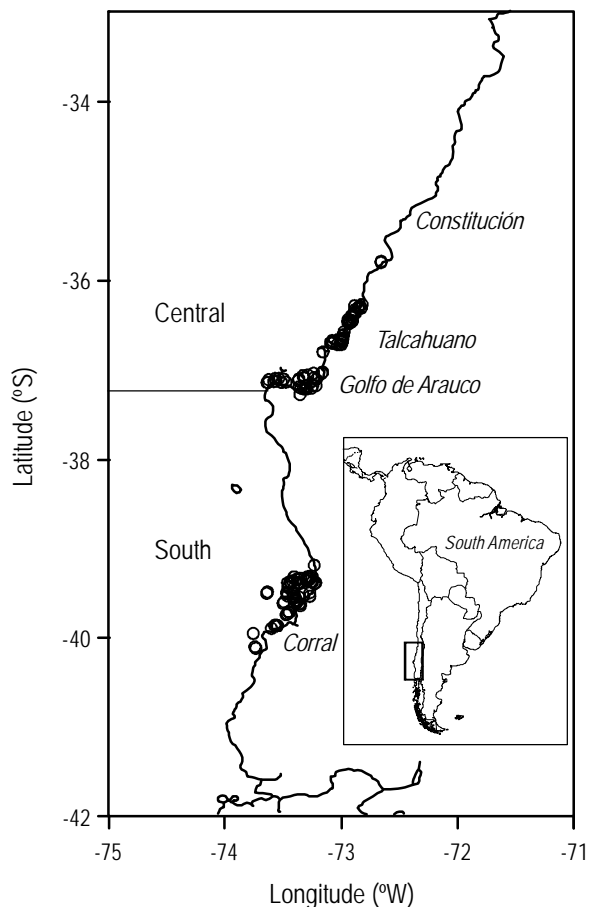 -34
Constitución
-36
Central
Talcahuano
Golfo de Arauco
Latitude (ºS)
-38
South America
South
-40
Corral
-42
-75
-74
-73
-72
-71
Longitude (ºW)